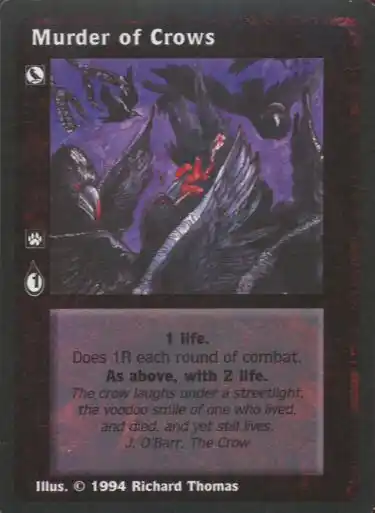 Murder of Crows
1
1 life.
Does 1R each round of combat.
As above, with 2 life.
The crow laughs under a streetlight,
the voodoo smile of one who lived,
and died, and yet still lives.
J. O'Barr, The Crow
Illus. © 1994 Richard Thomas